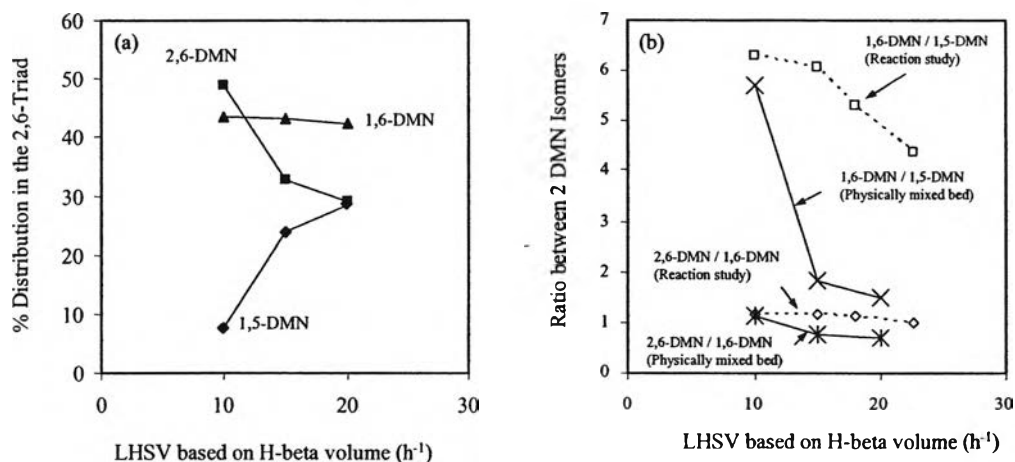 (a)
60
50
40
30
20
10
0
% Distribution in the 2,6-Triad
2,6-DMN
1,6-DMN
1,5-DMN
0 10 20 30
LHSV based on H-beta volume (h⁻¹)
(b)
7
6
5
4
3
2
1
0
Ratio between 2 DMN Isomers
1,6-DMN / 1,5-DMN
(Reaction study)
1,6-DMN / 1,5-DMN
(Physically mixed bed)
2,6-DMN / 1,6-DMN
(Reaction study)
2,6-DMN / 1,6-DMN
(Physically mixed bed)
0 10 20 30
LHSV based on H-beta volume (h⁻¹)